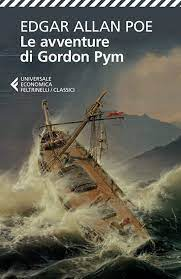 EDGAR ALLAN POE
Le avventure
di Gordon Pym
UNIVERSALE
ECONOMICA
FELTRINELLI / CLASSICI